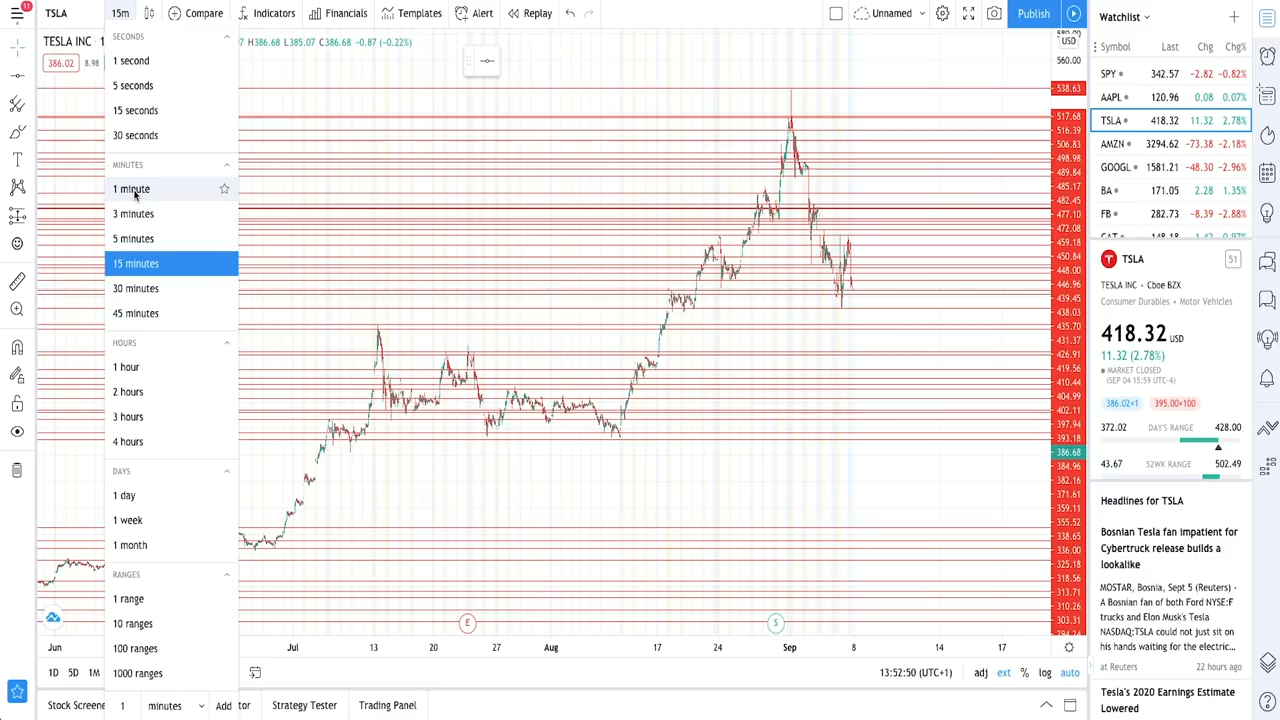 11
TSLA
15m
Compare
Indicators
Financials
Templates
Alert
Replay
Unnamed
Publish
Watchlist
TESLA INC
H386.68 L385.07 C386.68 −0.87 (−0.22%)
386.02
8.98
SECONDS
1 second
5 seconds
15 seconds
30 seconds
MINUTES
1 minute
3 minutes
5 minutes
15 minutes
30 minutes
45 minutes
HOURS
1 hour
2 hours
3 hours
4 hours
DAYS
1 day
1 week
1 month
RANGES
1 range
10 ranges
100 ranges
1000 ranges
1 minutes Add
USD
560.00
538.63
517.68
516.39
506.83
498.98
489.84
485.17
482.45
477.10
472.08
459.18
450.84
448.00
446.96
439.45
438.03
435.70
431.37
426.91
419.56
410.44
404.99
402.11
397.94
393.18
386.68
384.96
382.16
371.61
359.11
355.52
338.65
336.00
325.18
318.56
313.71
310.26
303.31
E
S
Jun
Jul
13
20
27
Aug
17
24
Sep
8
14
17
1D 5D 1M
13:52:50 (UTC+1)
adj
ext
%
log
auto
Stock Screene
tor
Strategy Tester
Trading Panel
Symbol Last Chg Chg%
SPY 342.57 −2.82 −0.82%
AAPL 120.96 0.08 0.07%
TSLA 418.32 11.32 2.78%
AMZN 3294.62 −73.38 −2.18%
GOOGL 1581.21 −48.30 −2.96%
BA 171.05 2.28 1.35%
FB 282.73 −8.39 −2.88%
CAT 148.18 1.42 0.97%
TSLA
51
TESLA INC • Cboe BZX
Consumer Durables • Motor Vehicles
418.32 USD
11.32 (2.78%)
MARKET CLOSED
(SEP 04 15:59 UTC-4)
386.02×1
395.00×100
372.02 DAY'S RANGE 428.00
43.67 52WK RANGE 502.49
Headlines for TSLA
Bosnian Tesla fan impatient for
Cybertruck release builds a
lookalike
MOSTAR, Bosnia, Sept 5 (Reuters) -
A Bosnian fan of both Ford NYSE:F
trucks and Elon Musk's Tesla
NASDAQ:TSLA could not just sit on
his hands waiting for the electric...
at Reuters
22 hours ago
Tesla's 2020 Earnings Estimate
Lowered